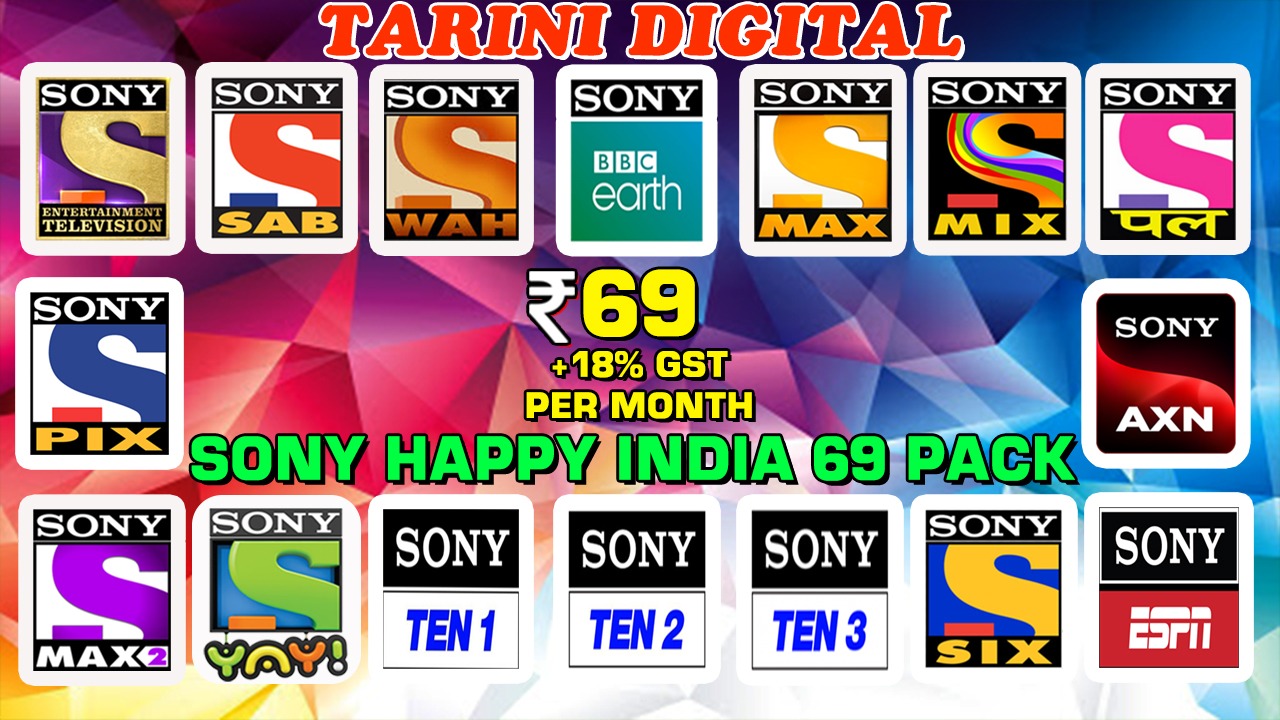 TARINI DIGITAL
SONY
ENTERTAINMENT
TELEVISION
SONY
SAB
SONY
WAH
SONY
BBC
earth
SONY
MAX
SONY
MIX
SONY
पल
SONY
PIX
₹69
+18% GST
PER MONTH
SONY HAPPY INDIA 69 PACK
SONY
AXN
SONY
MAX2
SONY
YAY!
SONY
TEN 1
SONY
TEN 2
SONY
TEN 3
SONY
SIX
SONY
ESPN